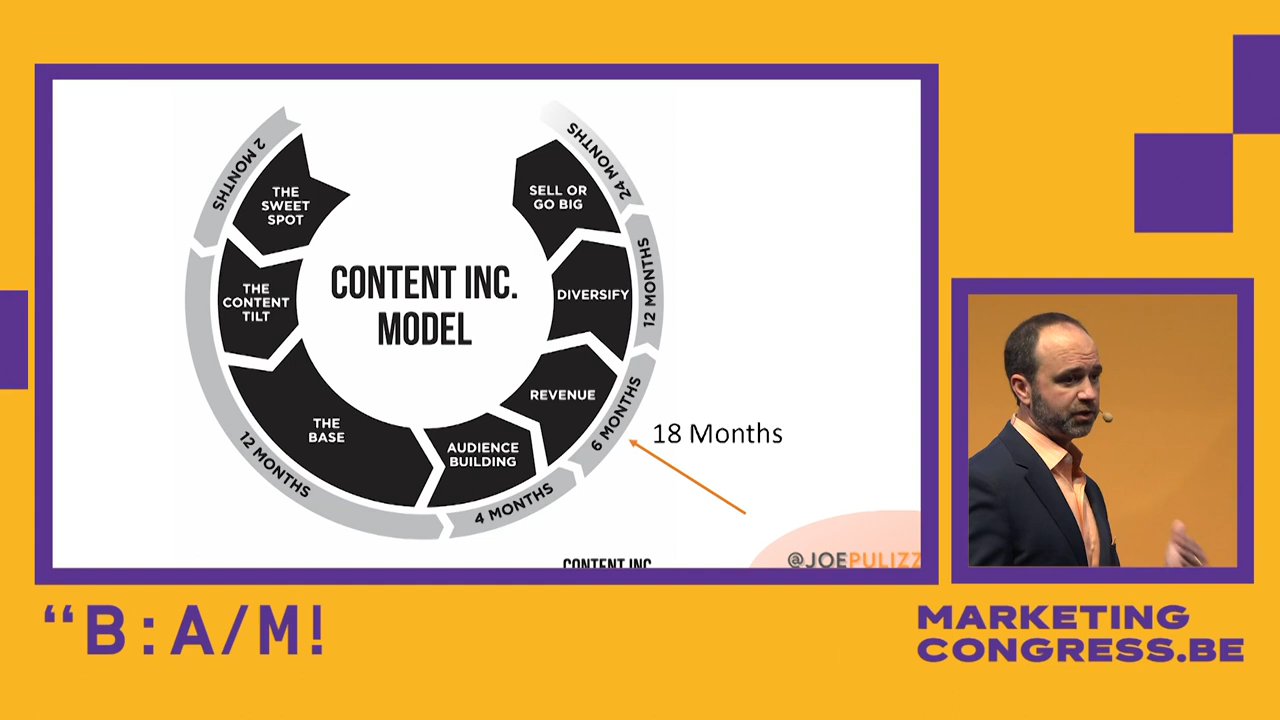 2 MONTHS
THE
SWEET
SPOT
THE
CONTENT
TILT
THE
BASE
12 MONTHS
AUDIENCE
BUILDING
4 MONTHS
REVENUE
6 MONTHS
18 Months
DIVERSIFY
12 MONTHS
SELL OR
GO BIG
24 MONTHS
CONTENT INC.
MODEL
CONTENT INC
@JOEPULIZZ
“B:A/M!
MARKETING
CONGRESS.BE